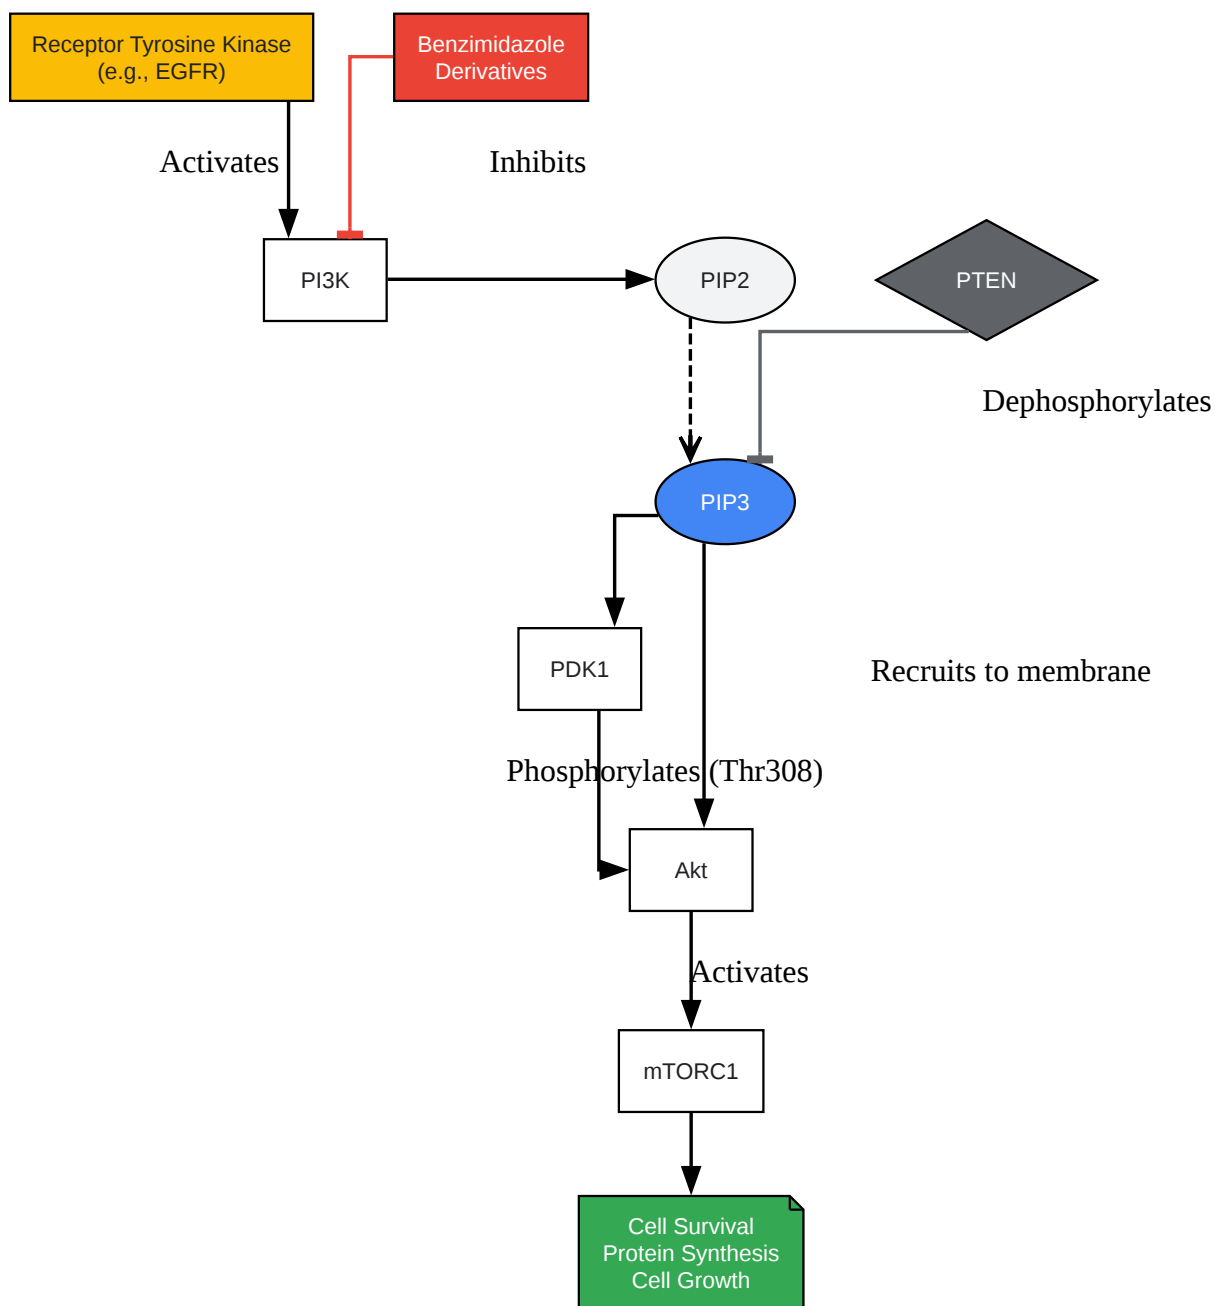 Receptor Tyrosine Kinase
(e.g., EGFR)
Benzimidazole
Derivatives
Activates
Inhibits
PI3K
PIP2
PTEN
Dephosphorylates
PIP3
PDK1
Recruits to membrane
Phosphorylates (Thr308)
Akt
Activates
mTORC1
Cell Survival
Protein Synthesis
Cell Growth